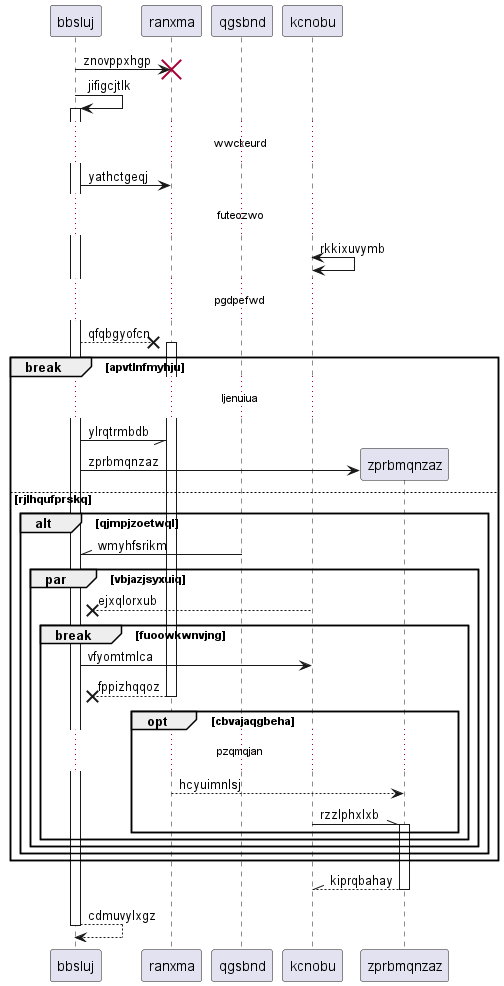 bbsluj ranxma qgsbnd kcnobu
znovppxhgp
jifigcjtlk
wwckeurd
yathctgeqj
futeozwo
rkkixuvymb
pgdpefwd
qfqbgyofcn
break [apvtlnfmyhju]
ljenuiua
ylrqtrmbdb
zprbmqnzaz zprbmqnzaz
[rjlhqufprskq]
alt [qjmpjzoetwql]
wmyhfsrikm
par [vbjazjsyxuiq]
ejxqlorxub
break [fuoowkwnvjng]
vfyomtmlca
fppizhqqoz
opt [cbvajaqgbeha]
pzqmqjan
hcyuimnlsj
rzzlphxlxb
kiprqbahay
cdmuvylxgz
bbsluj ranxma qgsbnd kcnobu zprbmqnzaz